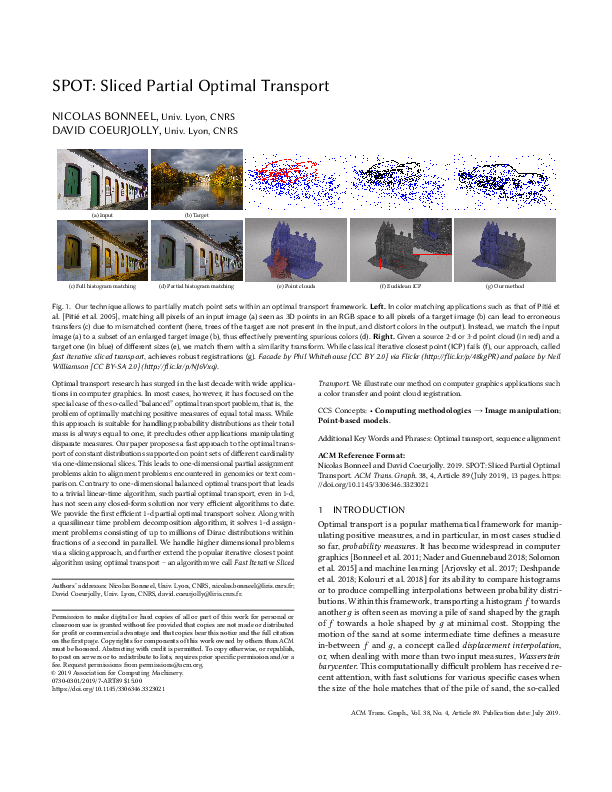 SPOT: Sliced Partial Optimal Transport
NICOLAS BONNEEL, Univ. Lyon, CNRS
DAVID COEURJOLLY, Univ. Lyon, CNRS
(a) Input
(b) Target
(c) Full histogram matching
(d) Partial histogram matching
(e) Point clouds
(f) Euclidean ICP
(g) Our method
Fig. 1. Our technique allows to partially match point sets within an optimal transport framework. Left. In color matching applications such as that of Pitié et
al. [Pitié et al. 2005], matching all pixels of an input image (a) seen as 3D points in an RGB space to all pixels of a target image (b) can lead to erroneous
transfers (c) due to mismatched content (here, trees of the target are not present in the input, and distort colors in the output). Instead, we match the input
image (a) to a subset of an enlarged target image (b), thus effectively preventing spurious colors (d). Right. Given a source 2-d or 3-d point cloud (in red) and a
target one (in blue) of different sizes (e), we match them with a similarity transform. While classical iterative closest point (ICP) fails (f), our approach, called
fast iterative sliced transport, achieves robust registrations (g). Facade by Phil Whitehouse [CC BY 2.0] via Flickr (http://flic.kr/p/48kgPR) and palace by Neil
Williamson [CC BY-SA 2.0] (http://flic.kr/p/NJoVxq).
Optimal transport research has surged in the last decade with wide applica-
tions in computer graphics. In most cases, however, it has focused on the
special case of the so-called "balanced" optimal transport problem, that is, the
problem of optimally matching positive measures of equal total mass. While
this approach is suitable for handling probability distributions as their total
mass is always equal to one, it precludes other applications manipulating
disparate measures. Our paper proposes a fast approach to the optimal trans-
port of constant distributions supported on point sets of different cardinality
via one-dimensional slices. This leads to one-dimensional partial assignment
problems akin to alignment problems encountered in genomics or text com-
parison. Contrary to one-dimensional balanced optimal transport that leads
to a trivial linear-time algorithm, such partial optimal transport, even in 1-d,
has not seen any closed-form solution nor very efficient algorithms to date.
We provide the first efficient 1-d partial optimal transport solver. Along with
a quasilinear time problem decomposition algorithm, it solves 1-d assign-
ment problems consisting of up to millions of Dirac distributions within
fractions of a second in parallel. We handle higher dimensional problems
via a slicing approach, and further extend the popular iterative closest point
algorithm using optimal transport – an algorithm we call Fast Iterative Sliced
Authors' addresses: Nicolas Bonneel, Univ. Lyon, CNRS, nicolas.bonneel@liris.cnrs.fr;
David Coeurjolly, Univ. Lyon, CNRS, david.coeurjolly@liris.cnrs.fr.
Permission to make digital or hard copies of all or part of this work for personal or
classroom use is granted without fee provided that copies are not made or distributed
for profit or commercial advantage and that copies bear this notice and the full citation
on the first page. Copyrights for components of this work owned by others than ACM
must be honored. Abstracting with credit is permitted. To copy otherwise, or republish,
to post on servers or to redistribute to lists, requires prior specific permission and/or a
fee. Request permissions from permissions@acm.org.
© 2019 Association for Computing Machinery.
0730-0301/2019/7-ART89 $15.00
https://doi.org/10.1145/3306346.3323021
Transport. We illustrate our method on computer graphics applications such
a color transfer and point cloud registration.
CCS Concepts: • Computing methodologies → Image manipulation;
Point-based models.
Additional Key Words and Phrases: Optimal transport, sequence alignment
ACM Reference Format:
Nicolas Bonneel and David Coeurjolly. 2019. SPOT: Sliced Partial Optimal
Transport. ACM Trans. Graph. 38, 4, Article 89 (July 2019), 13 pages. https:
//doi.org/10.1145/3306346.3323021
1 INTRODUCTION
Optimal transport is a popular mathematical framework for manip-
ulating positive measures, and in particular, in most cases studied
so far, probability measures. It has become widespread in computer
graphics [Bonneel et al. 2011; Nader and Guennebaud 2018; Solomon
et al. 2015] and machine learning [Arjovsky et al. 2017; Deshpande
et al. 2018; Kolouri et al. 2018] for its ability to compare histograms
or to produce compelling interpolations between probability distri-
butions. Within this framework, transporting a histogram f towards
another g is often seen as moving a pile of sand shaped by the graph
of f towards a hole shaped by g at minimal cost. Stopping the
motion of the sand at some intermediate time defines a measure
in-between f and g, a concept called displacement interpolation,
or, when dealing with more than two input measures, Wasserstein
barycenter. This computationally difficult problem has received re-
cent attention, with fast solutions for various specific cases when
the size of the hole matches that of the pile of sand, the so-called
ACM Trans. Graph., Vol. 38, No. 4, Article 89. Publication date: July 2019.